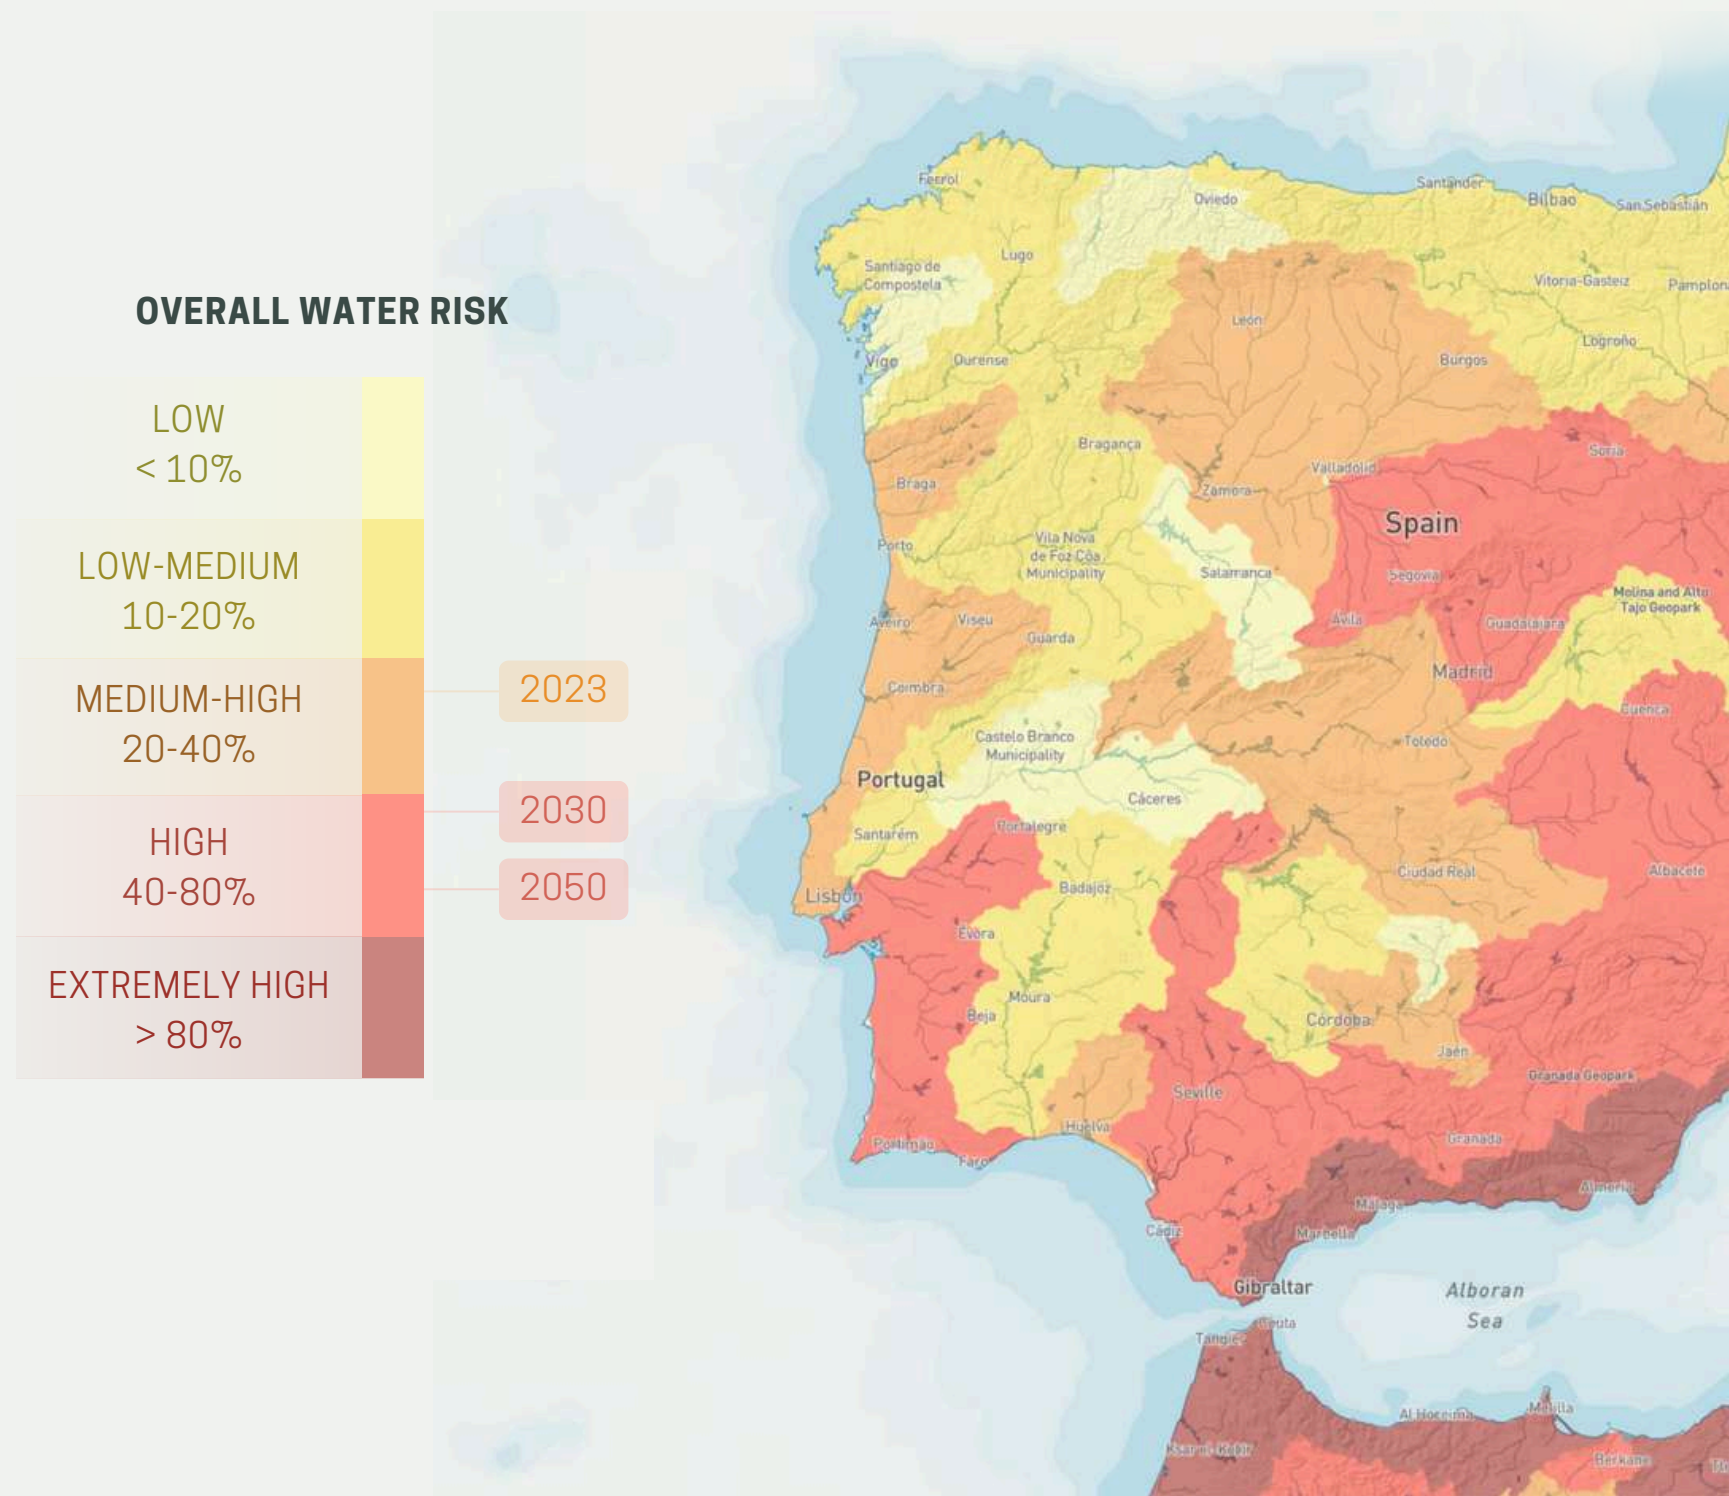 OVERALL WATER RISK
LOW
< 10%
LOW-MEDIUM
10-20%
MEDIUM-HIGH
20-40%
HIGH
40-80%
EXTREMELY HIGH
> 80%
2023
2030
2050
Ferrol
Oviedo
Santander
Bilbao
San Sebastián
Santiago de
Compostela
Lugo
Vitoria-Gasteiz
Pamplon
León
Logroño
Vigo
Ourense
Burgos
Bragança
Soria
Valladolid
Braga
Zamora
Spain
Porto
Vila Nova
de Foz Côa
Municipality
Salamanca
Segovia
Molina and Alto
Tajo Geopark
Aveiro
Viseu
Ávila
Guadalajara
Guarda
Madrid
Coimbra
Cuenca
Castelo Branco
Municipality
Toledo
Portugal
Cáceres
Santarém
Portalegre
Ciudad Real
Albacete
Lisbon
Badajoz
Évora
Moura
Beja
Córdoba
Jaén
Granada Geopark
Seville
Huelva
Granada
Portimão
Faro
Almería
Málaga
Cádiz
Marbella
Gibraltar
Alboran
Sea
Ceuta
Tangier
Al Hoceima
Melilla
Ksar el-Kebir
Berkane